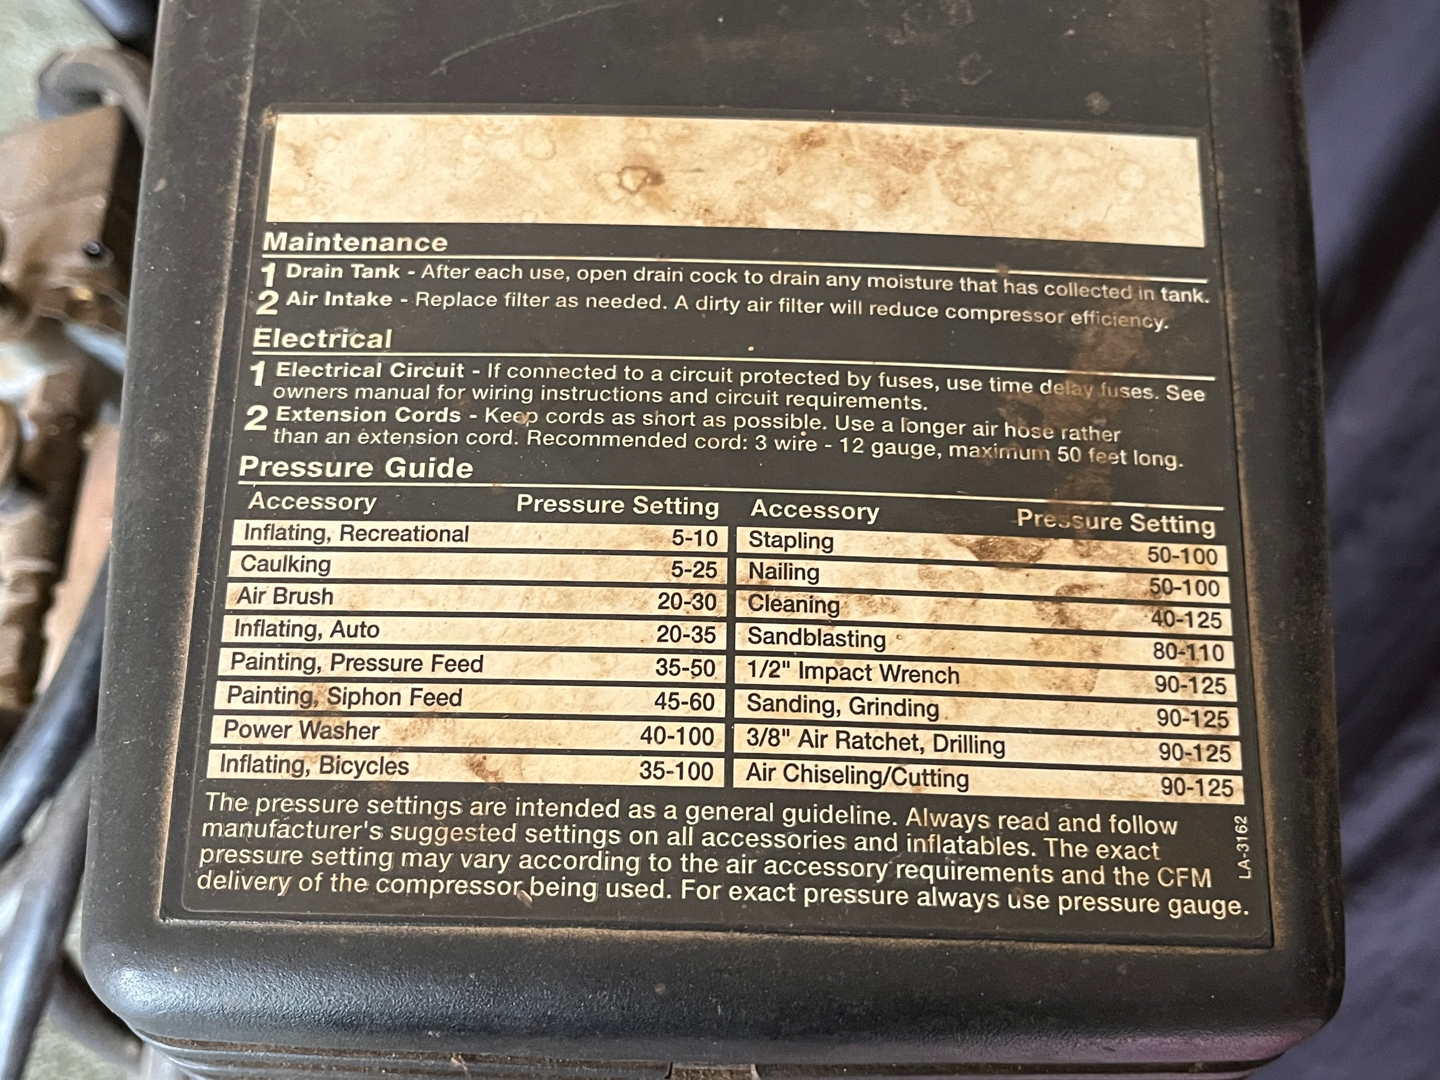 Maintenance
1 Drain Tank - After each use, open drain cock to drain any moisture that has collected in tank.
2 Air Intake - Replace filter as needed. A dirty air filter will reduce compressor efficiency.
Electrical
1 Electrical Circuit - If connected to a circuit protected by fuses, use time delay fuses. See
owners manual for wiring instructions and circuit requirements.
2 Extension Cords - Keep cords as short as possible. Use a longer air hose rather
than an extension cord. Recommended cord: 3 wire - 12 gauge, maximum 50 feet long.
Pressure Guide
Accessory Pressure Setting Accessory Pressure Setting
Inflating, Recreational 5-10 Stapling 50-100
Caulking 5-25 Nailing 50-100
Air Brush 20-30 Cleaning 40-125
Inflating, Auto 20-35 Sandblasting 80-110
Painting, Pressure Feed 35-50 1/2" Impact Wrench 90-125
Painting, Siphon Feed 45-60 Sanding, Grinding 90-125
Power Washer 40-100 3/8" Air Ratchet, Drilling 90-125
Inflating, Bicycles 35-100 Air Chiseling/Cutting 90-125
The pressure settings are intended as a general guideline. Always read and follow
manufacturer's suggested settings on all accessories and inflatables. The exact
pressure setting may vary according to the air accessory requirements and the CFM
delivery of the compressor being used. For exact pressure always use pressure gauge.
LA-3162